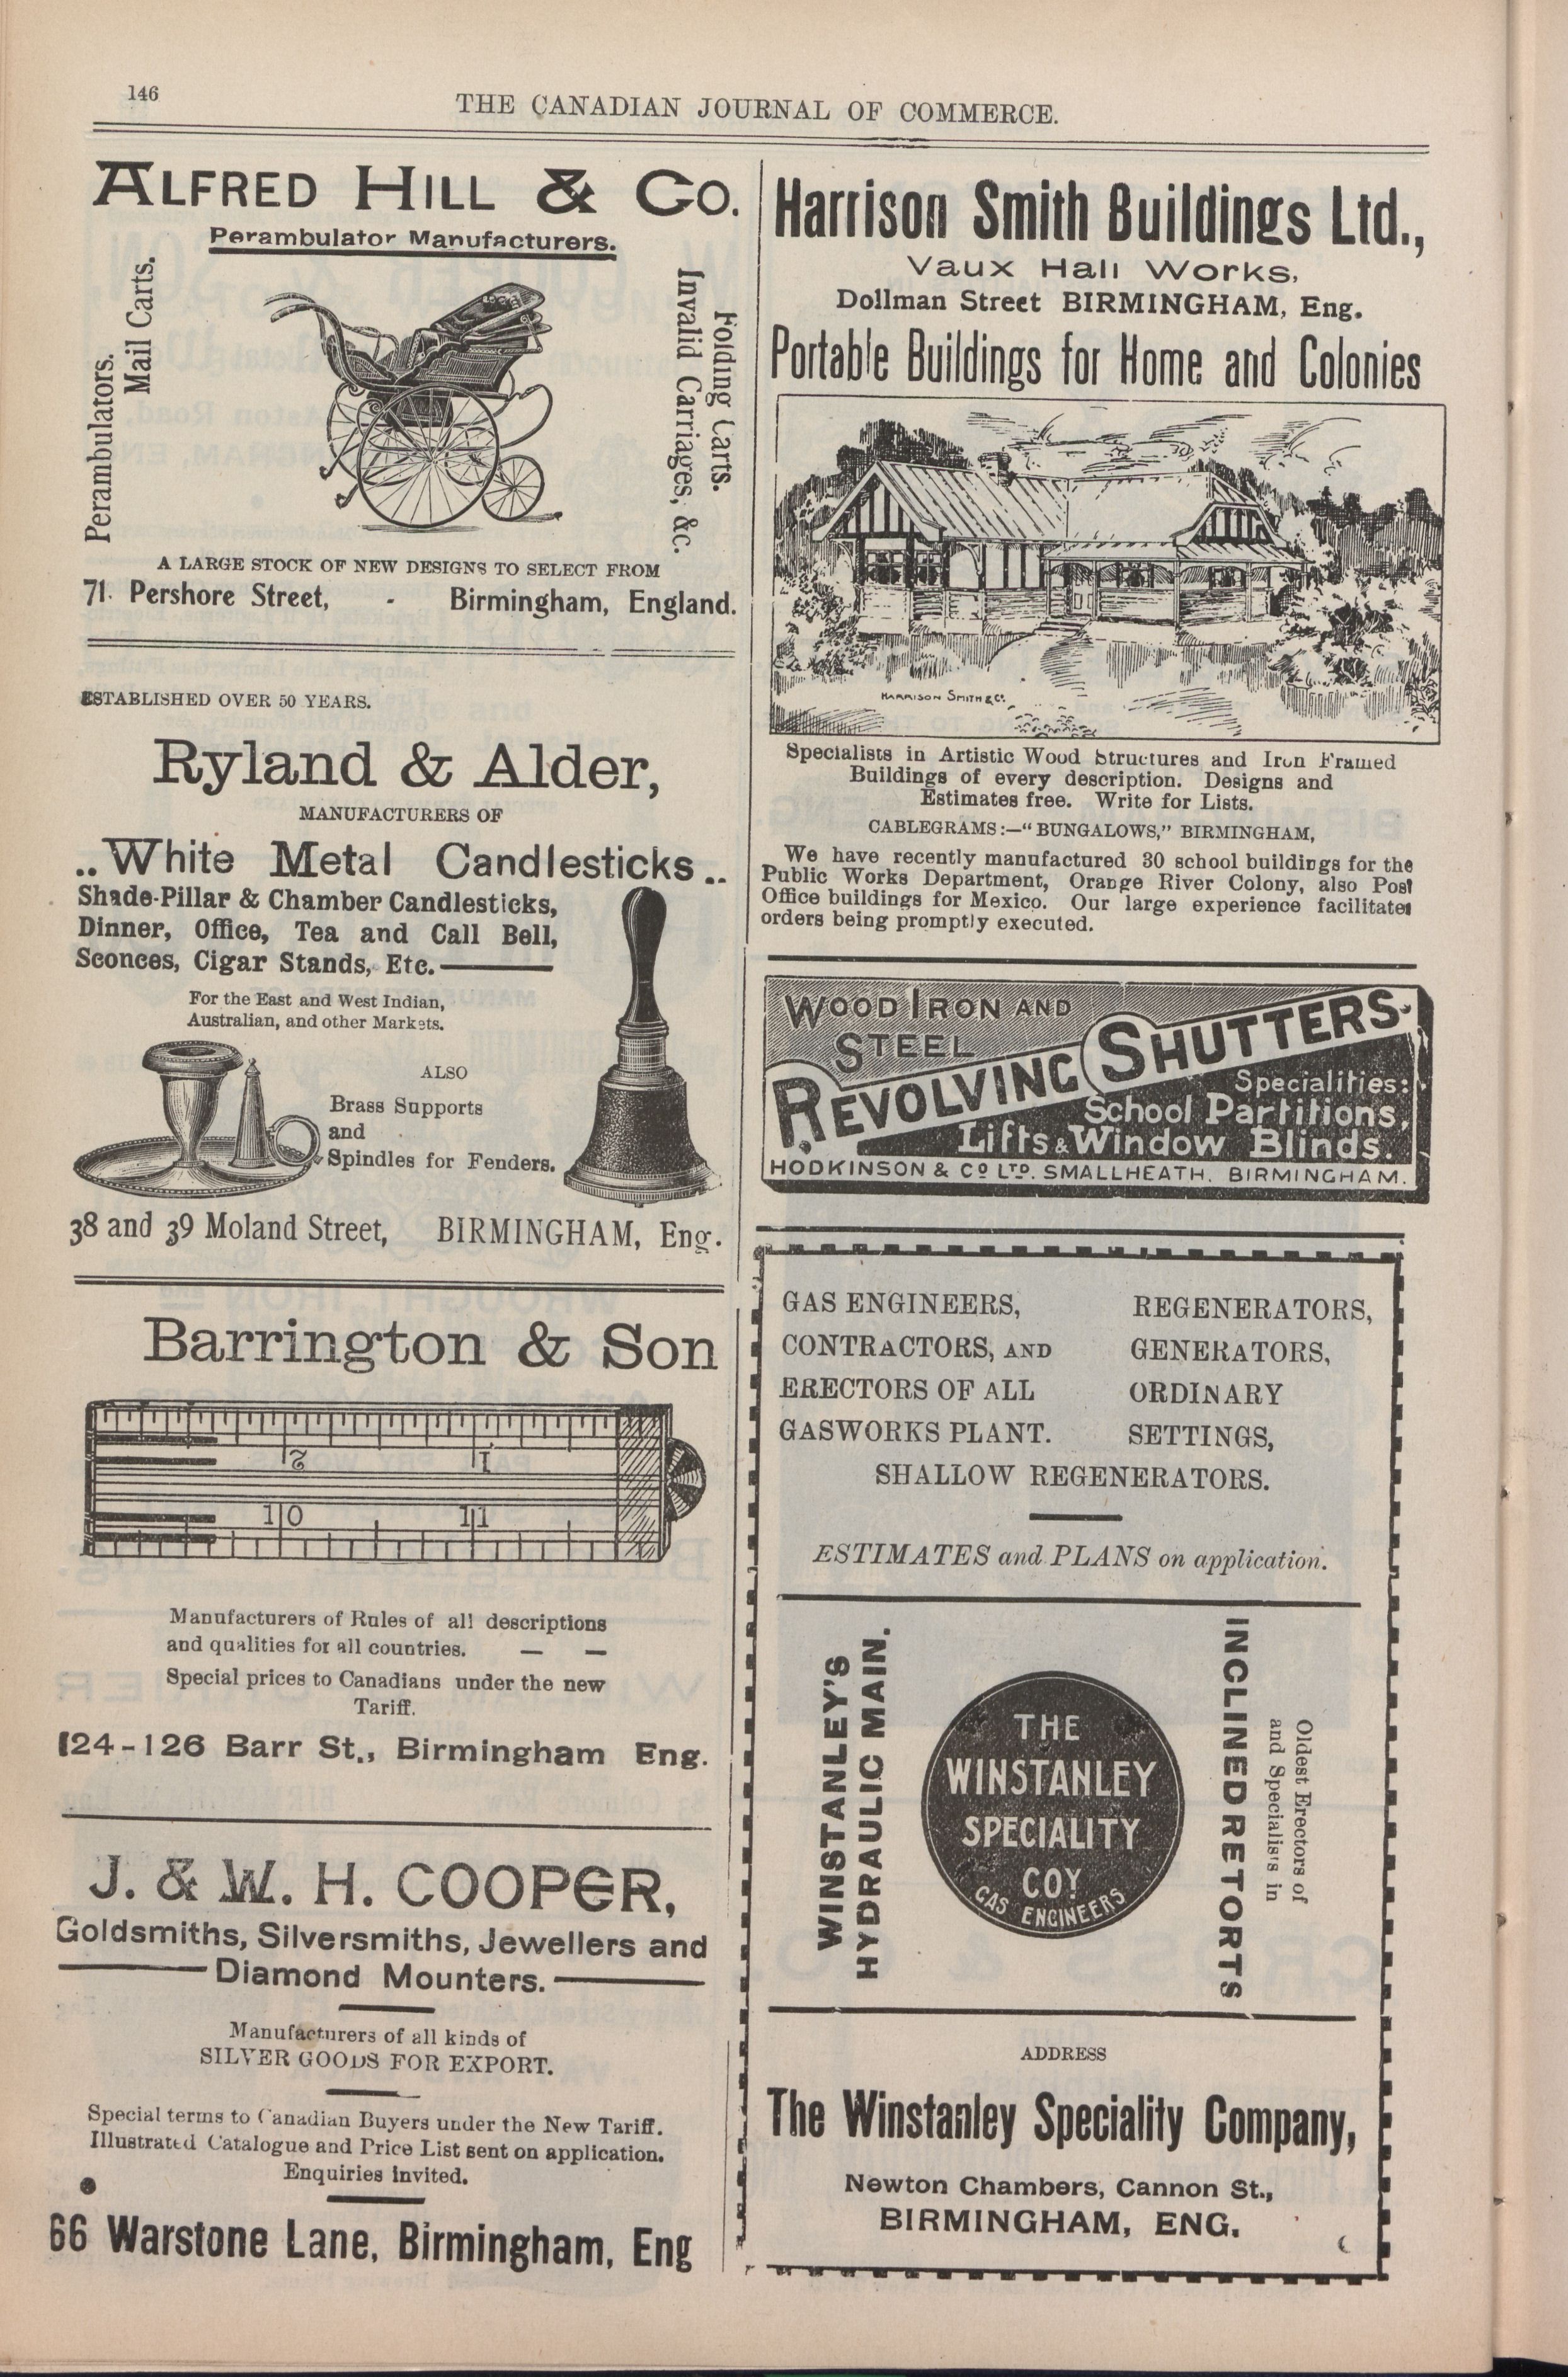 146
THE CANADIAN JOURNAL OF COMMERCE.
ALFRED HILL & CO.
Perambulator Manufacturers.
Perambulators.
Mail Carts.
Folding Carts.
Invalid Carriages, &c.
A LARGE STOCK OF NEW DESIGNS TO SELECT FROM
71. Pershore Street, - Birmingham, England.
ESTABLISHED OVER 50 YEARS.
Ryland & Alder,
MANUFACTURERS OF
..White Metal Candlesticks..
Shade-Pillar & Chamber Candlesticks,
Dinner, Office, Tea and Call Bell,
Sconces, Cigar Stands, Etc.
For the East and West Indian,
Australian, and other Markets.
ALSO
Brass Supports
and
Spindles for Fenders.
38 and 39 Moland Street, BIRMINGHAM, Eng.
Barrington & Son
2 1
10 11
Manufacturers of Rules of all descriptions
and qualities for all countries. — —
Special prices to Canadians under the new
Tariff.
124-126 Barr St., Birmingham Eng.
J. & W. H. COOPER,
Goldsmiths, Silversmiths, Jewellers and
Diamond Mounters.
Manufacturers of all kinds of
SILVER GOODS FOR EXPORT.
Special terms to Canadian Buyers under the New Tariff.
Illustrated Catalogue and Price List sent on application.
Enquiries invited.
66 Warstone Lane, Birmingham, Eng
Harrison Smith Buildings Ltd.,
Vaux Hall Works,
Dollman Street BIRMINGHAM, Eng.
Portable Buildings for Home and Colonies
HARRISON SMITH & CO.
Specialists in Artistic Wood Structures and Iron Framed
Buildings of every description. Designs and
Estimates free. Write for Lists.
CABLEGRAMS:—"BUNGALOWS," BIRMINGHAM,
We have recently manufactured 30 school buildings for the
Public Works Department, Orange River Colony, also Post
Office buildings for Mexico. Our large experience facilitates
orders being promptly executed.
WOOD IRON AND
STEEL
REVOLVING SHUTTERS
Specialities:
School Partitions,
Lifts & Window Blinds.
HODKINSON & CO LTD. SMALLHEATH, BIRMINGHAM.
GAS ENGINEERS,
CONTRACTORS, AND
ERECTORS OF ALL
GASWORKS PLANT.
REGENERATORS,
GENERATORS,
ORDINARY
SETTINGS,
SHALLOW REGENERATORS.
ESTIMATES and PLANS on application.
WINSTANLEY'S
HYDRAULIC MAIN.
THE
WINSTANLEY
SPECIALITY
COY
GAS ENGINEERS
Oldest Erectors of
and Specialists in
INCLINED RETORTS
ADDRESS
The Winstanley Speciality Company,
Newton Chambers, Cannon St.,
BIRMINGHAM, ENG.